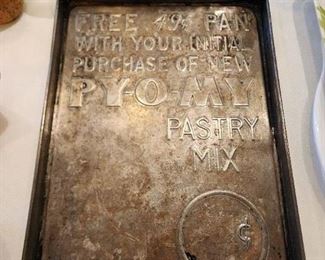 FREE 49¢ PAN
WITH YOUR INITIAL
PURCHASE OF NEW
PY-O-MY
PASTRY
MIX
¢